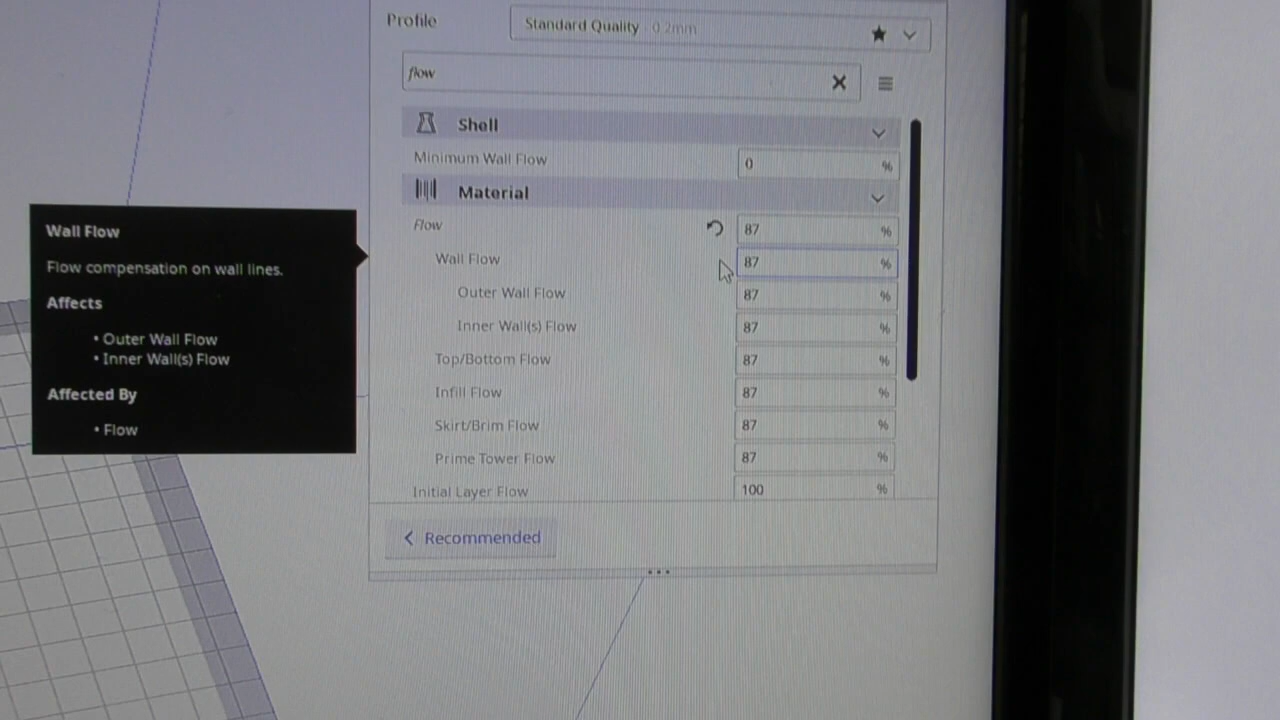 Profile
Standard Quality - 0.2mm
flow
Shell
Minimum Wall Flow 0 %
Material
Flow 87 %
Wall Flow 87 %
Outer Wall Flow 87 %
Inner Wall(s) Flow 87 %
Top/Bottom Flow 87 %
Infill Flow 87 %
Skirt/Brim Flow 87 %
Prime Tower Flow 87 %
Initial Layer Flow 100 %
Recommended
Wall Flow
Flow compensation on wall lines.
Affects
• Outer Wall Flow
• Inner Wall(s) Flow
Affected By
• Flow